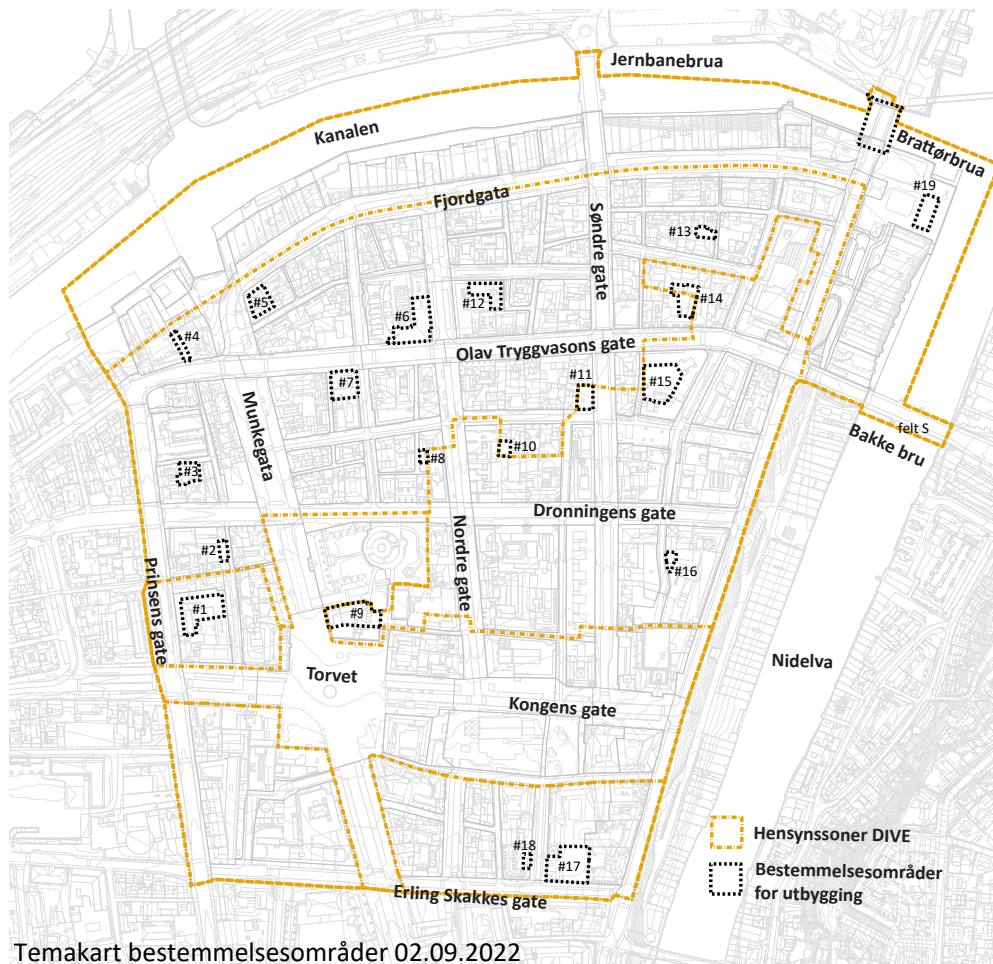 Jernbanebrua
Kanalen
Brattørbrua
#19
Fjordgata
Søndre gate
#13
#5
#12
#14
#6
#4
Olav Tryggvasons gate
#11
#7
#15
Munkegata
felt S
Bakke bru
#10
#8
#3
Dronningens gate
Nordre gate
#2
#16
Prinsens gate
#1
#9
Nidelva
Torvet
Kongens gate
Hensynssoner DIVE
#18
#17
Bestemmelsesområder
for utbygging
Erling Skakkes gate
Temakart bestemmelsesområder 02.09.2022